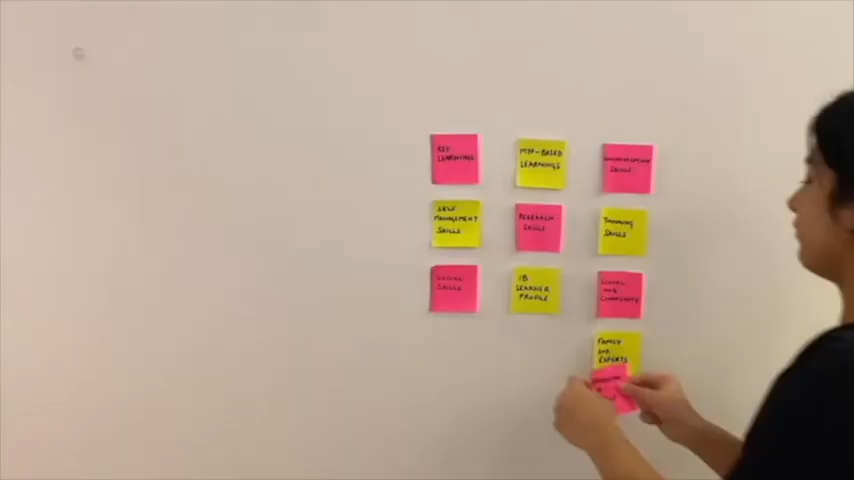 KEY
LEARNINGS
MYP-BASED
LEARNINGS
COMMUNICATION
SKILLS
SELF
MANAGEMENT
SKILLS
RESEARCH
SKILLS
THINKING
SKILLS
SOCIAL
SKILLS
IB
LEARNER
PROFILE
SCHOOL
AND
COMMUNITY
FAMILY
AND
EXPERTS